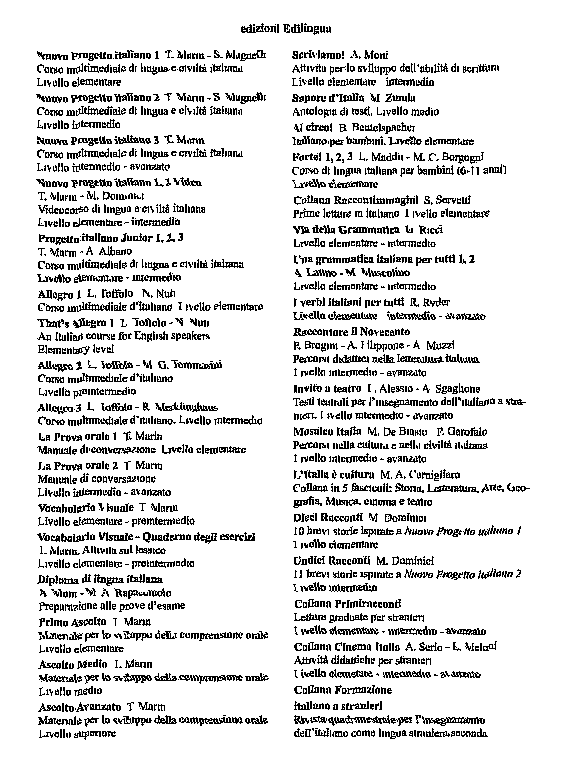 edizioni Edilingua
Nuovo Progetto italiano 1 T. Marin - S. Magnelli
Corso multimediale di lingua e civiltà italiana
Livello elementare
Nuovo Progetto italiano 2 T. Marin - S. Magnelli
Corso multimediale di lingua e civiltà italiana
Livello intermedio
Nuovo Progetto italiano 3 T. Marin
Corso multimediale di lingua e civiltà italiana
Livello intermedio - avanzato
Nuovo Progetto italiano 1, 2 Video
T. Marin - M. Dominici
Videocorso di lingua e civiltà italiana
Livello elementare - intermedio
Progetto italiano Junior 1, 2, 3
T. Marin - A. Albano
Corso multimediale di lingua e civiltà italiana
Livello elementare - intermedio
Allegro 1 L. Toffolo - N. Nuti
Corso multimediale d'italiano. Livello elementare
That's Allegro 1 L. Toffolo - N. Nuti
An Italian course for English speakers
Elementary level
Allegro 2 L. Toffolo - M. G. Tommasini
Corso multimediale d'italiano
Livello preintermedio
Allegro 3 L. Toffolo - R. Merklinghaus
Corso multimediale d'italiano. Livello intermedio
La Prova orale 1 T. Marin
Manuale di conversazione. Livello elementare
La Prova orale 2 T. Marin
Manuale di conversazione
Livello intermedio - avanzato
Vocabolario Visuale T. Marin
Livello elementare - preintermedio
Vocabolario Visuale - Quaderno degli esercizi
T. Marin. Attività sul lessico
Livello elementare - preintermedio
Diploma di lingua italiana
A. Moni - M. A. Rapacciuolo
Preparazione alle prove d'esame
Primo Ascolto T. Marin
Materiale per lo sviluppo della comprensione orale
Livello elementare
Ascolto Medio T. Marin
Materiale per lo sviluppo della comprensione orale
Livello medio
Ascolto Avanzato T. Marin
Materiale per lo sviluppo della comprensione orale
Livello superiore
Scriviamo! A. Moni
Attività per lo sviluppo dell'abilità di scrittura
Livello elementare - intermedio
Sapore d'Italia M. Zurula
Antologia di testi. Livello medio
Al circo! B. Beutelspacher
Italiano per bambini. Livello elementare
Forte! 1, 2, 3 L. Maddii - M. C. Borgogni
Corso di lingua italiana per bambini (6-11 anni)
Livello elementare
Collana Raccontimmagini S. Servetti
Prime letture in italiano. Livello elementare
Via della Grammatica M. Ricci
Livello elementare - intermedio
Una grammatica italiana per tutti 1, 2
A. Latino - M. Muscolino
Livello elementare - intermedio
I verbi italiani per tutti R. Ryder
Livello elementare - intermedio - avanzato
Raccontare il Novecento
P. Brogini - A. Filippone - A. Muzzi
Percorsi didattici nella letteratura italiana
Livello intermedio - avanzato
Invito a teatro L. Alessio - A. Sgaglione
Testi teatrali per l'insegnamento dell'italiano a stra-
nieri. Livello intermedio - avanzato
Mosaico Italia M. De Biasio - P. Garofalo
Percorsi nella cultura e nella civiltà italiana
Livello intermedio - avanzato
L'Italia è cultura M. A. Cernigliaro
Collana in 5 fascicoli: Storia, Letteratura, Arte, Geo-
grafia, Musica, cinema e teatro
Dieci Racconti M. Dominici
10 brevi storie ispirate a Nuovo Progetto italiano 1
Livello elementare
Undici Racconti M. Dominici
11 brevi storie ispirate a Nuovo Progetto italiano 2
Livello intermedio
Collana Primiracconti
Letture graduate per stranieri
Livello elementare - intermedio - avanzato
Collana Cinema Italia A. Serio - E. Meloni
Attività didattiche per stranieri
Livello elementare - intermedio - avanzato
Collana Formazione
italiano a stranieri
Rivista quadrimestrale per l'insegnamento
dell'italiano come lingua straniera/seconda